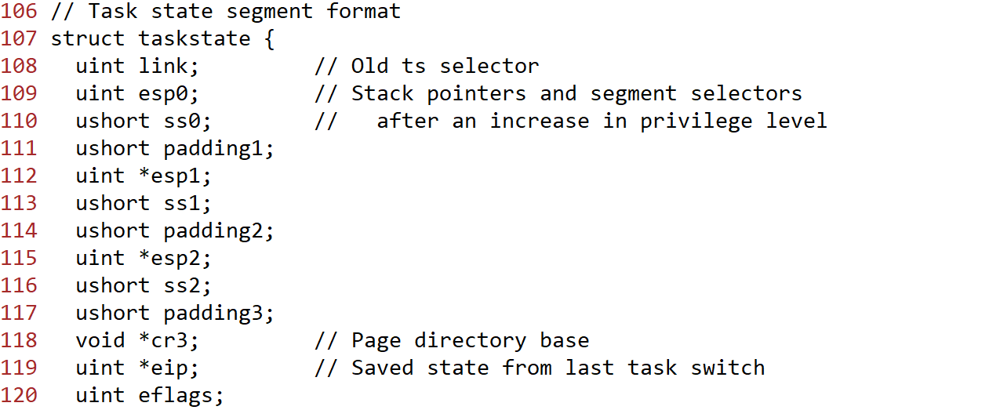 106 // Task state segment format
107 struct taskstate {
108   uint link;         // Old ts selector
109   uint esp0;         // Stack pointers and segment selectors
110   ushort ss0;        //   after an increase in privilege level
111   ushort padding1;
112   uint *esp1;
113   ushort ss1;
114   ushort padding2;
115   uint *esp2;
116   ushort ss2;
117   ushort padding3;
118   void *cr3;         // Page directory base
119   uint *eip;         // Saved state from last task switch
120   uint eflags;